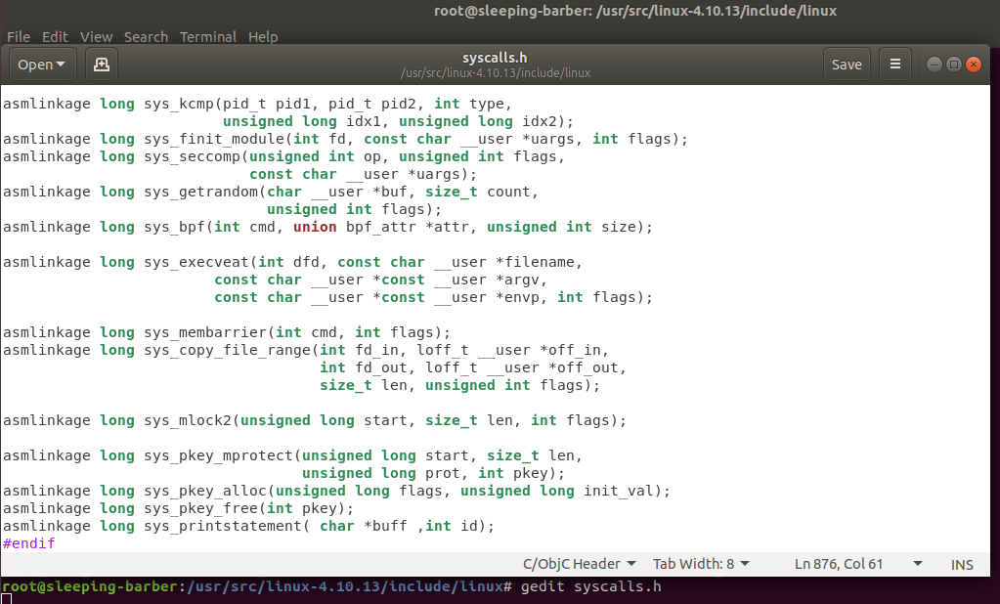 root@sleeping-barber: /usr/src/linux-4.10.13/include/linux
File Edit View Search Terminal Help
Open
syscalls.h
/usr/src/linux-4.10.13/include/linux
Save
asmlinkage long sys_kcmp(pid_t pid1, pid_t pid2, int type,
unsigned long idx1, unsigned long idx2);
asmlinkage long sys_finit_module(int fd, const char __user *uargs, int flags);
asmlinkage long sys_seccomp(unsigned int op, unsigned int flags,
const char __user *uargs);
asmlinkage long sys_getrandom(char __user *buf, size_t count,
unsigned int flags);
asmlinkage long sys_bpf(int cmd, union bpf_attr *attr, unsigned int size);
asmlinkage long sys_execveat(int dfd, const char __user *filename,
const char __user *const __user *argv,
const char __user *const __user *envp, int flags);
asmlinkage long sys_membarrier(int cmd, int flags);
asmlinkage long sys_copy_file_range(int fd_in, loff_t __user *off_in,
int fd_out, loff_t __user *off_out,
size_t len, unsigned int flags);
asmlinkage long sys_mlock2(unsigned long start, size_t len, int flags);
asmlinkage long sys_pkey_mprotect(unsigned long start, size_t len,
unsigned long prot, int pkey);
asmlinkage long sys_pkey_alloc(unsigned long flags, unsigned long init_val);
asmlinkage long sys_pkey_free(int pkey);
asmlinkage long sys_printstatement( char *buff ,int id);
#endif
C/ObjC Header Tab Width: 8 Ln 876, Col 61 INS
root@sleeping-barber:/usr/src/linux-4.10.13/include/linux# gedit syscalls.h